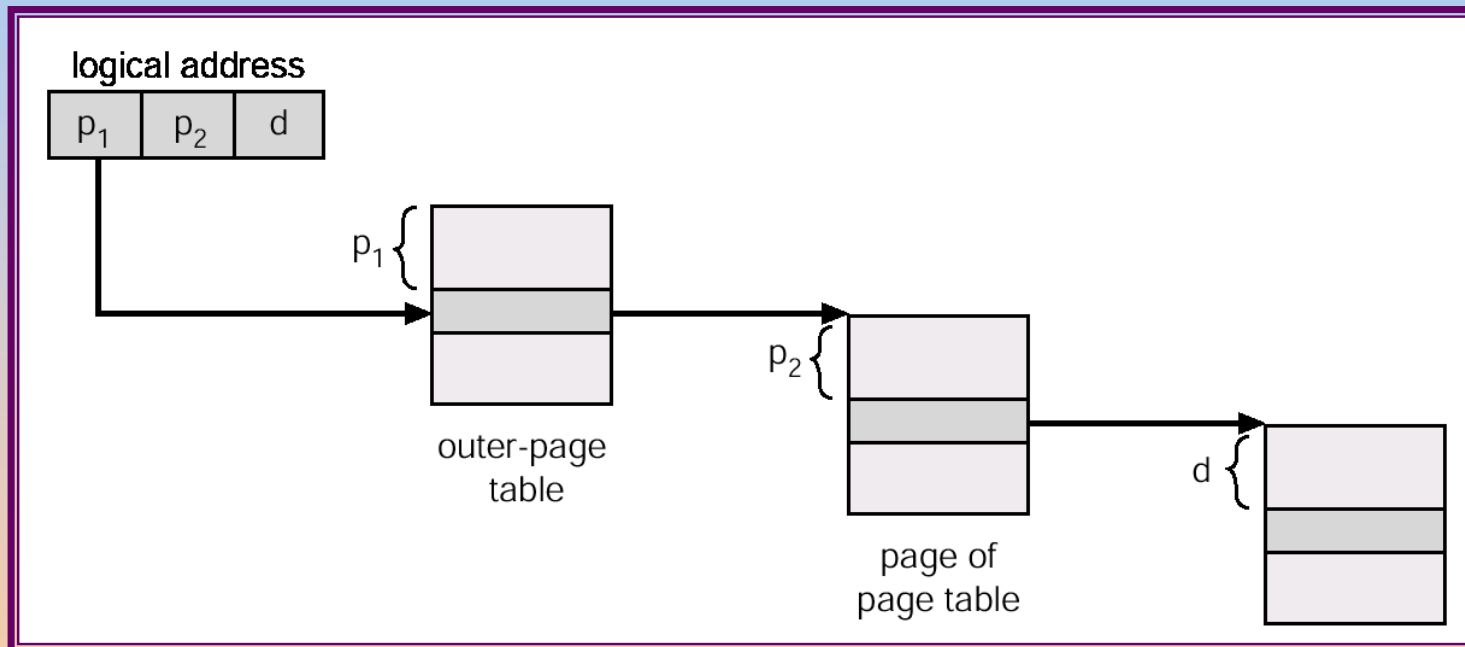 logical address
p₁ p₂ d
p₁
outer-page
table
p₂
page of
page table
d